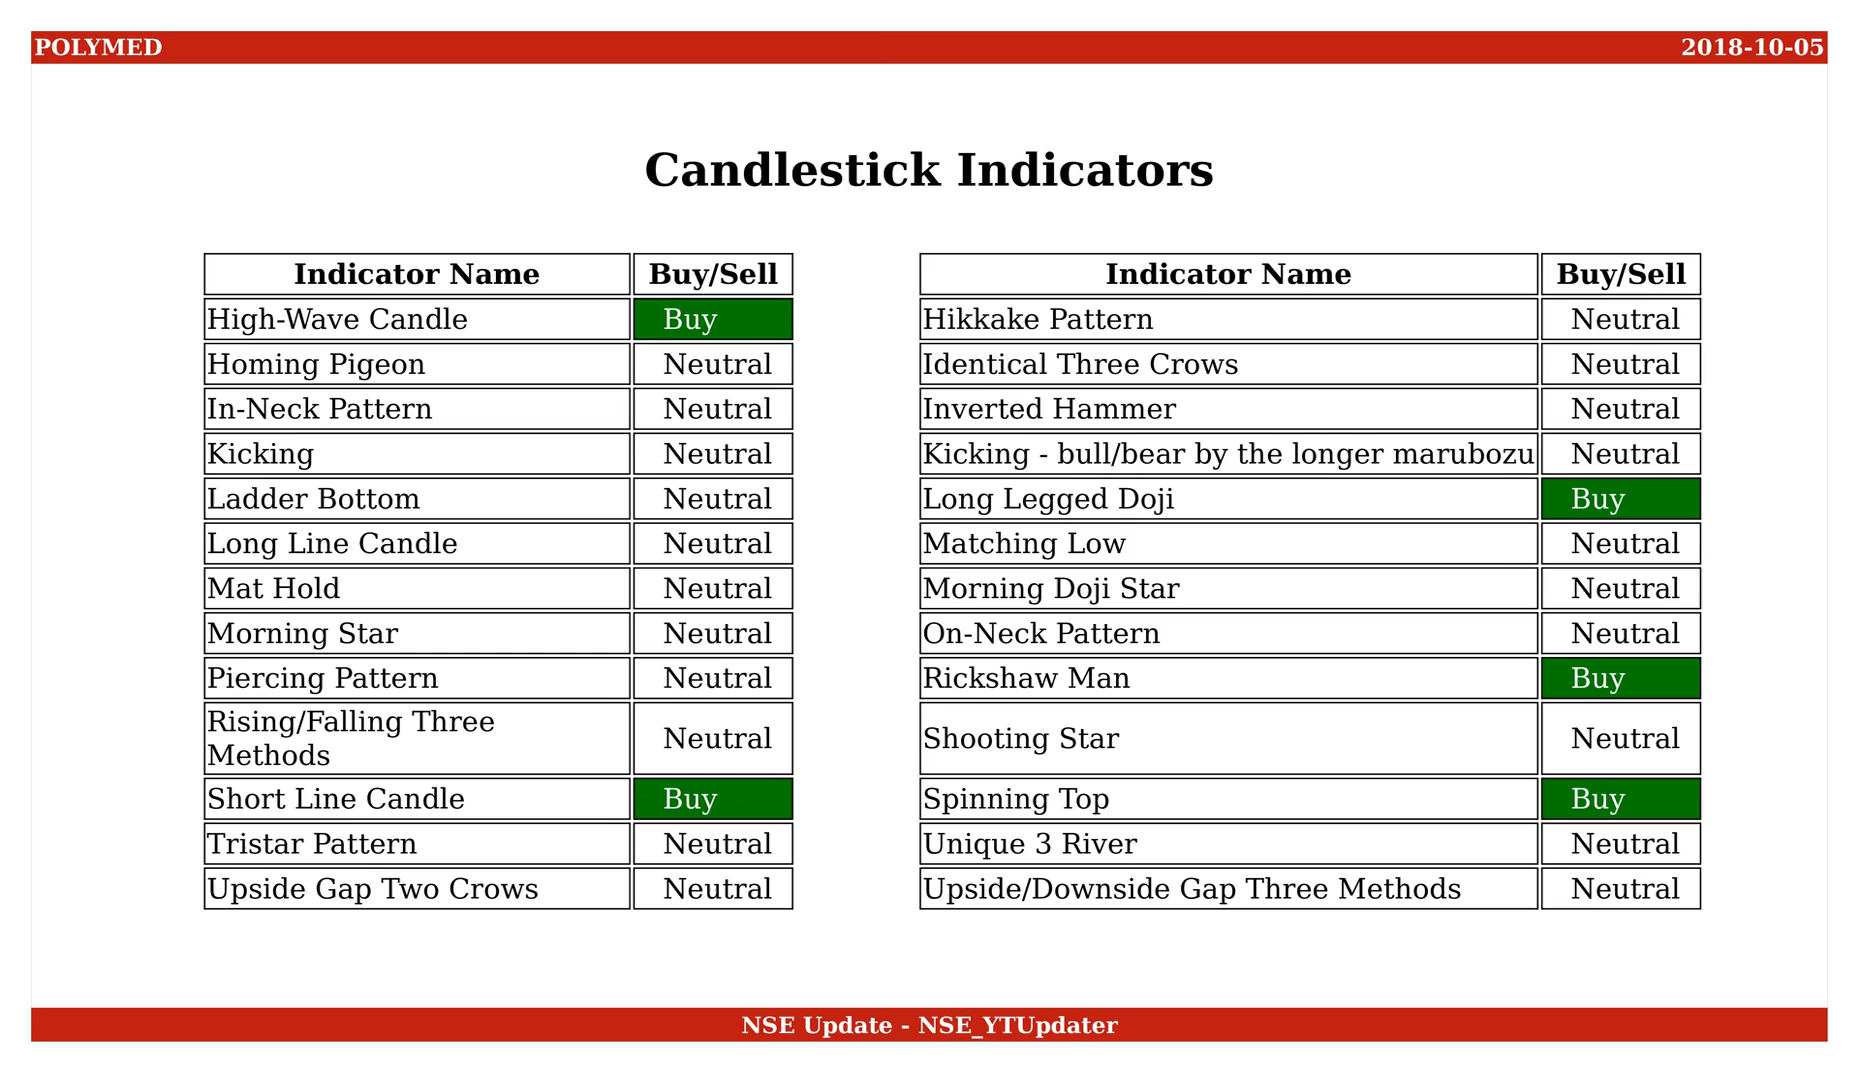 POLYMED 2018-10-05
Candlestick Indicators
Indicator Name Buy/Sell Indicator Name Buy/Sell
High-Wave Candle Buy Hikkake Pattern Neutral
Homing Pigeon Neutral Identical Three Crows Neutral
In-Neck Pattern Neutral Inverted Hammer Neutral
Kicking Neutral Kicking - bull/bear by the longer marubozu Neutral
Ladder Bottom Neutral Long Legged Doji Buy
Long Line Candle Neutral Matching Low Neutral
Mat Hold Neutral Morning Doji Star Neutral
Morning Star Neutral On-Neck Pattern Neutral
Piercing Pattern Neutral Rickshaw Man Buy
Rising/Falling Three
Methods Neutral Shooting Star Neutral
Short Line Candle Buy Spinning Top Buy
Tristar Pattern Neutral Unique 3 River Neutral
Upside Gap Two Crows Neutral Upside/Downside Gap Three Methods Neutral
NSE Update - NSE_YTUpdater